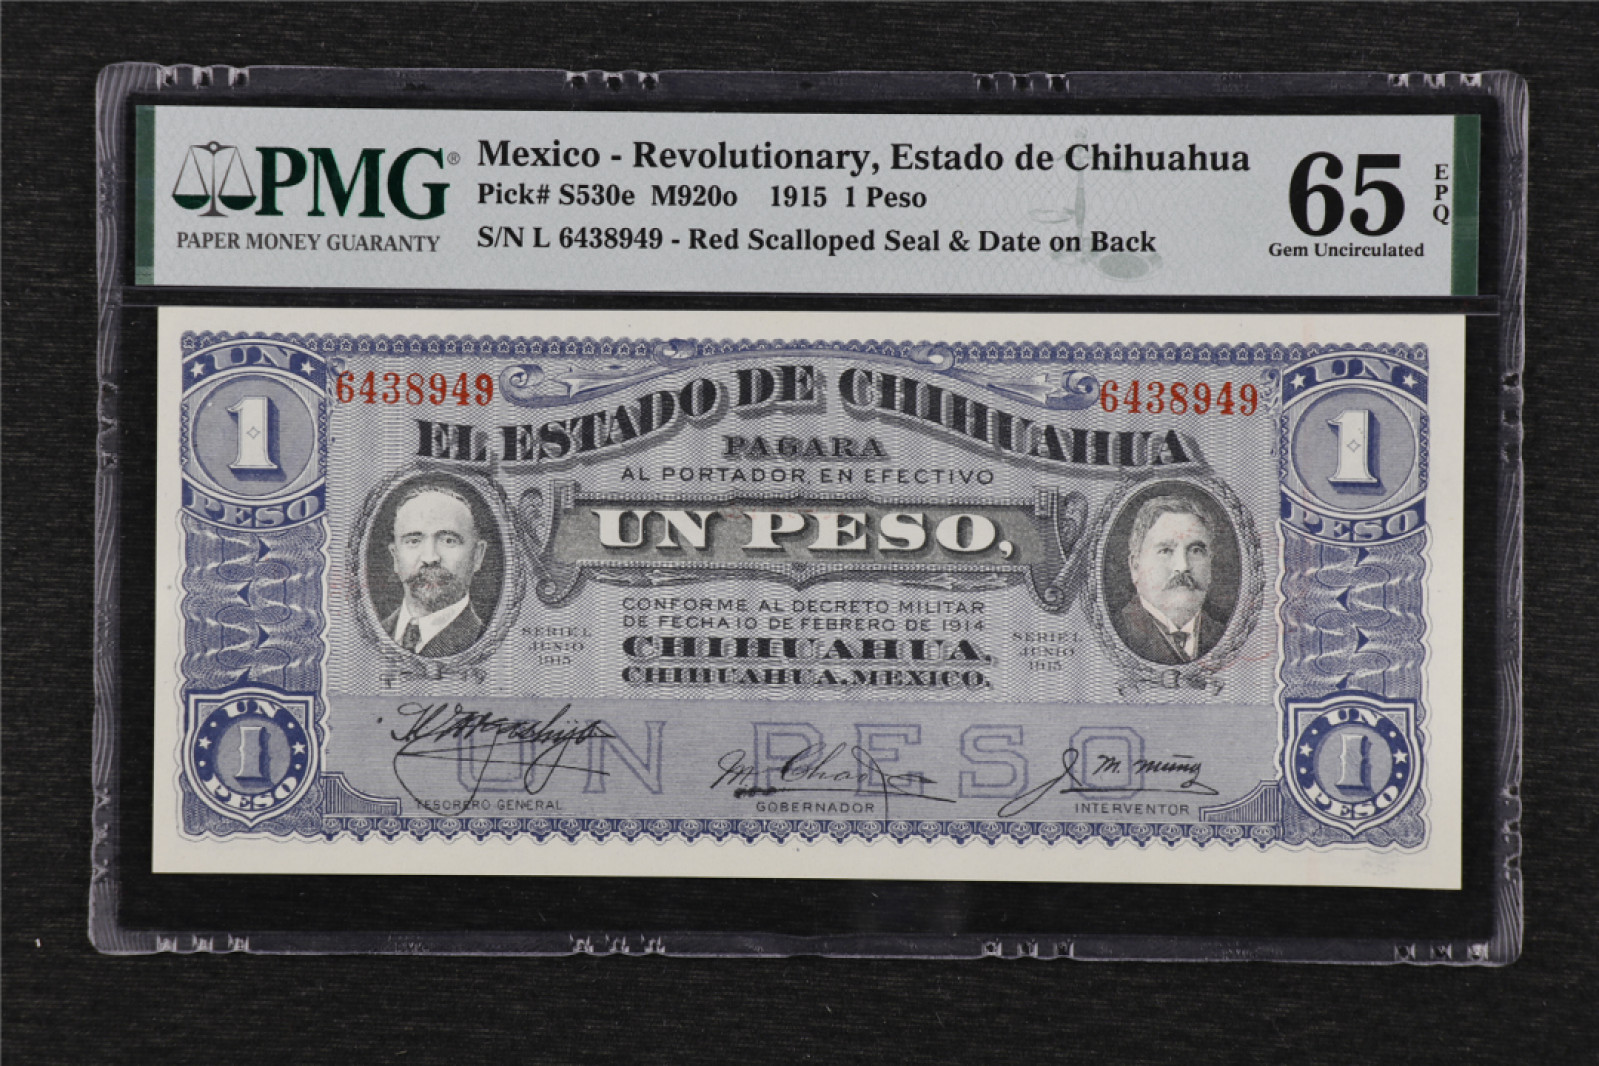 PMG®
PAPER MONEY GUARANTY
Mexico - Revolutionary, Estado de Chihuahua
Pick# S530e M920o 1915 1 Peso
S/N L 6438949 - Red Scalloped Seal & Date on Back
65
EPQ
Gem Uncirculated
UN
1
PESO
6438949
6438949
UN
1
PESO
EL ESTADO DE CHIHUAHUA
PAGARA
AL PORTADOR, EN EFECTIVO
UN PESO,
CONFORME AL DECRETO MILITAR
DE FECHA 10 DE FEBRERO DE 1914
CHIHUAHUA,
CHIHUAHUA, MEXICO.
SERIE L
JUNIO
1915
SERIE L
JUNIO
1915
UN PESO
UN
1
PESO
UN
1
PESO
M. Chao
J. M. Muñoz
TESORERO GENERAL
GOBERNADOR
INTERVENTOR